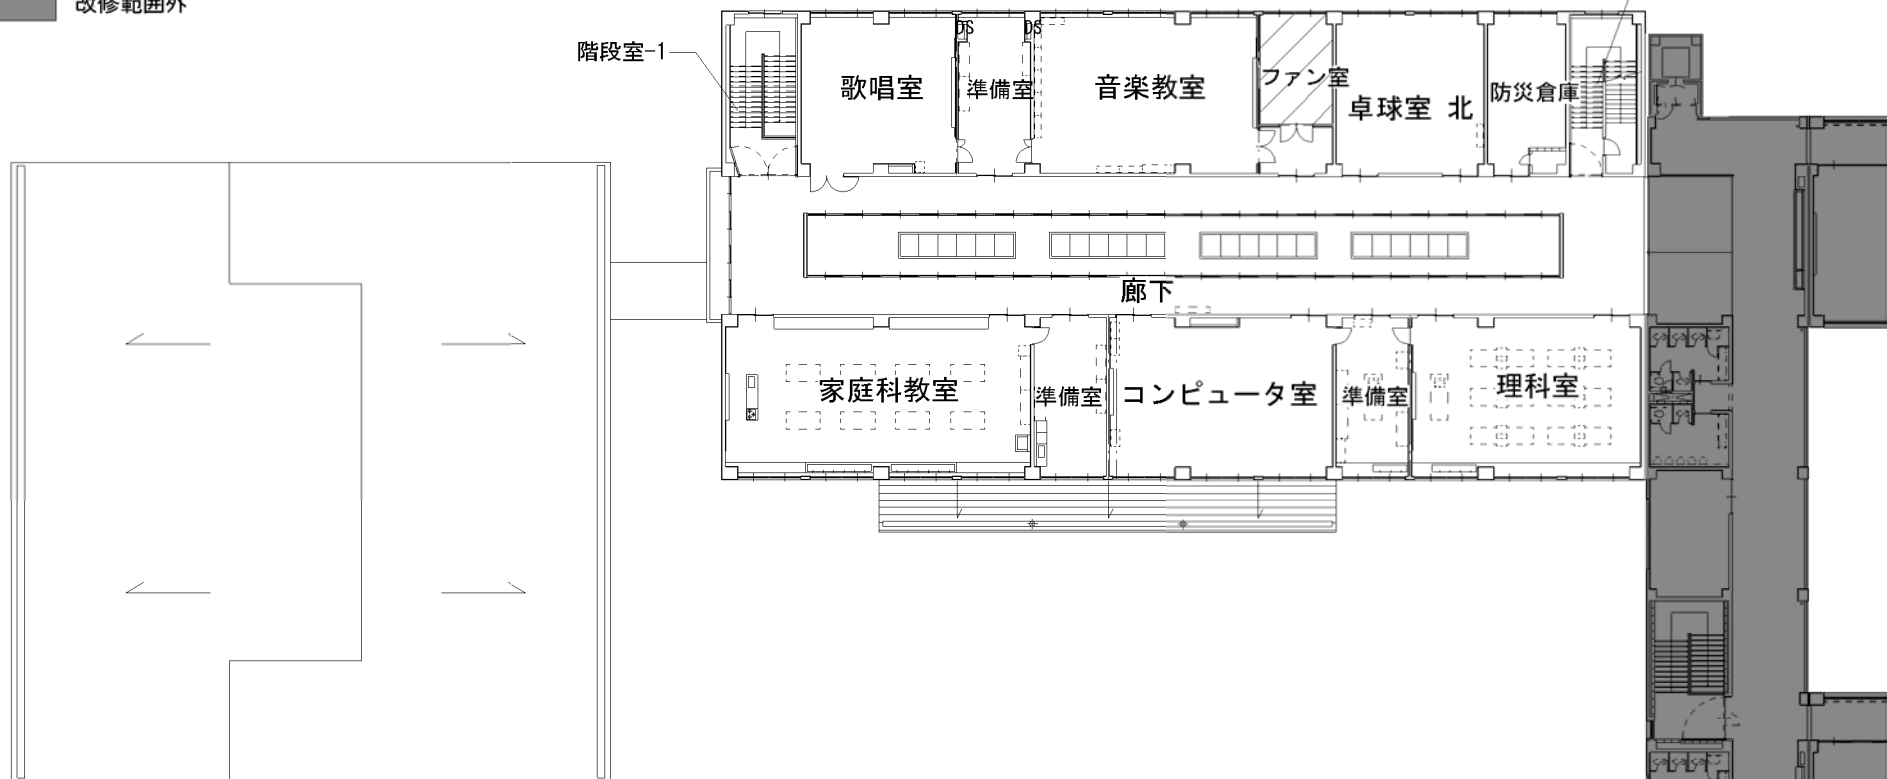 改修範囲外
階段室-1
歌唱室
DS
準備室
DS
音楽教室
ファン室
卓球室 北
防災倉庫
廊下
家庭科教室
準備室
コンピュータ室
準備室
理科室